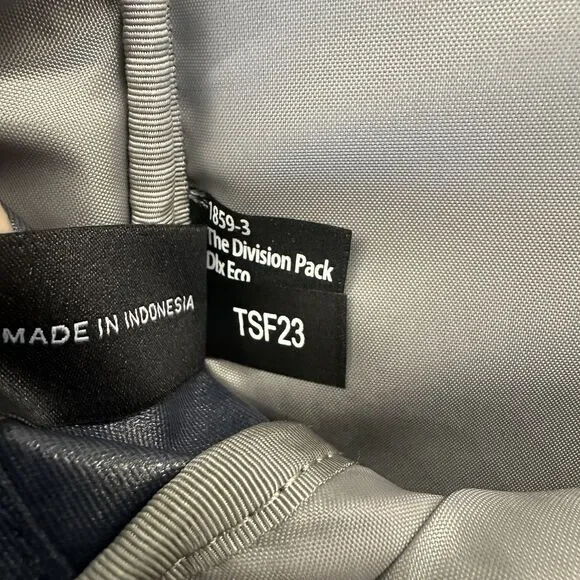 1859-3
The Division Pack
Dlx Eco
TSF23
MADE IN INDONESIA